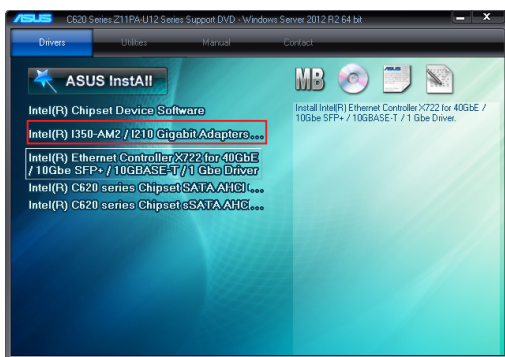 ASUS C620 Series Z11PA-U12 Series Support DVD - Windows Server 2012 R2 64 bit
Drivers Utilities Manual Contact
ASUS InstAll
MB
Intel(R) Chipset Device Software
Intel(R) I350-AM2 / I210 Gigabit Adapters...
Intel(R) Ethernet Controller X722 for 40GbE
/ 10Gbe SFP+ / 10GBASE-T / 1 Gbe Driver
Intel(R) C620 series Chipset SATA AHCI (...
Intel(R) C620 series Chipset sSATA AHCI...
Install Intel(R) Ethernet Controller X722 for 40GbE /
10Gbe SFP+ / 10GBASE-T / 1 Gbe Driver.